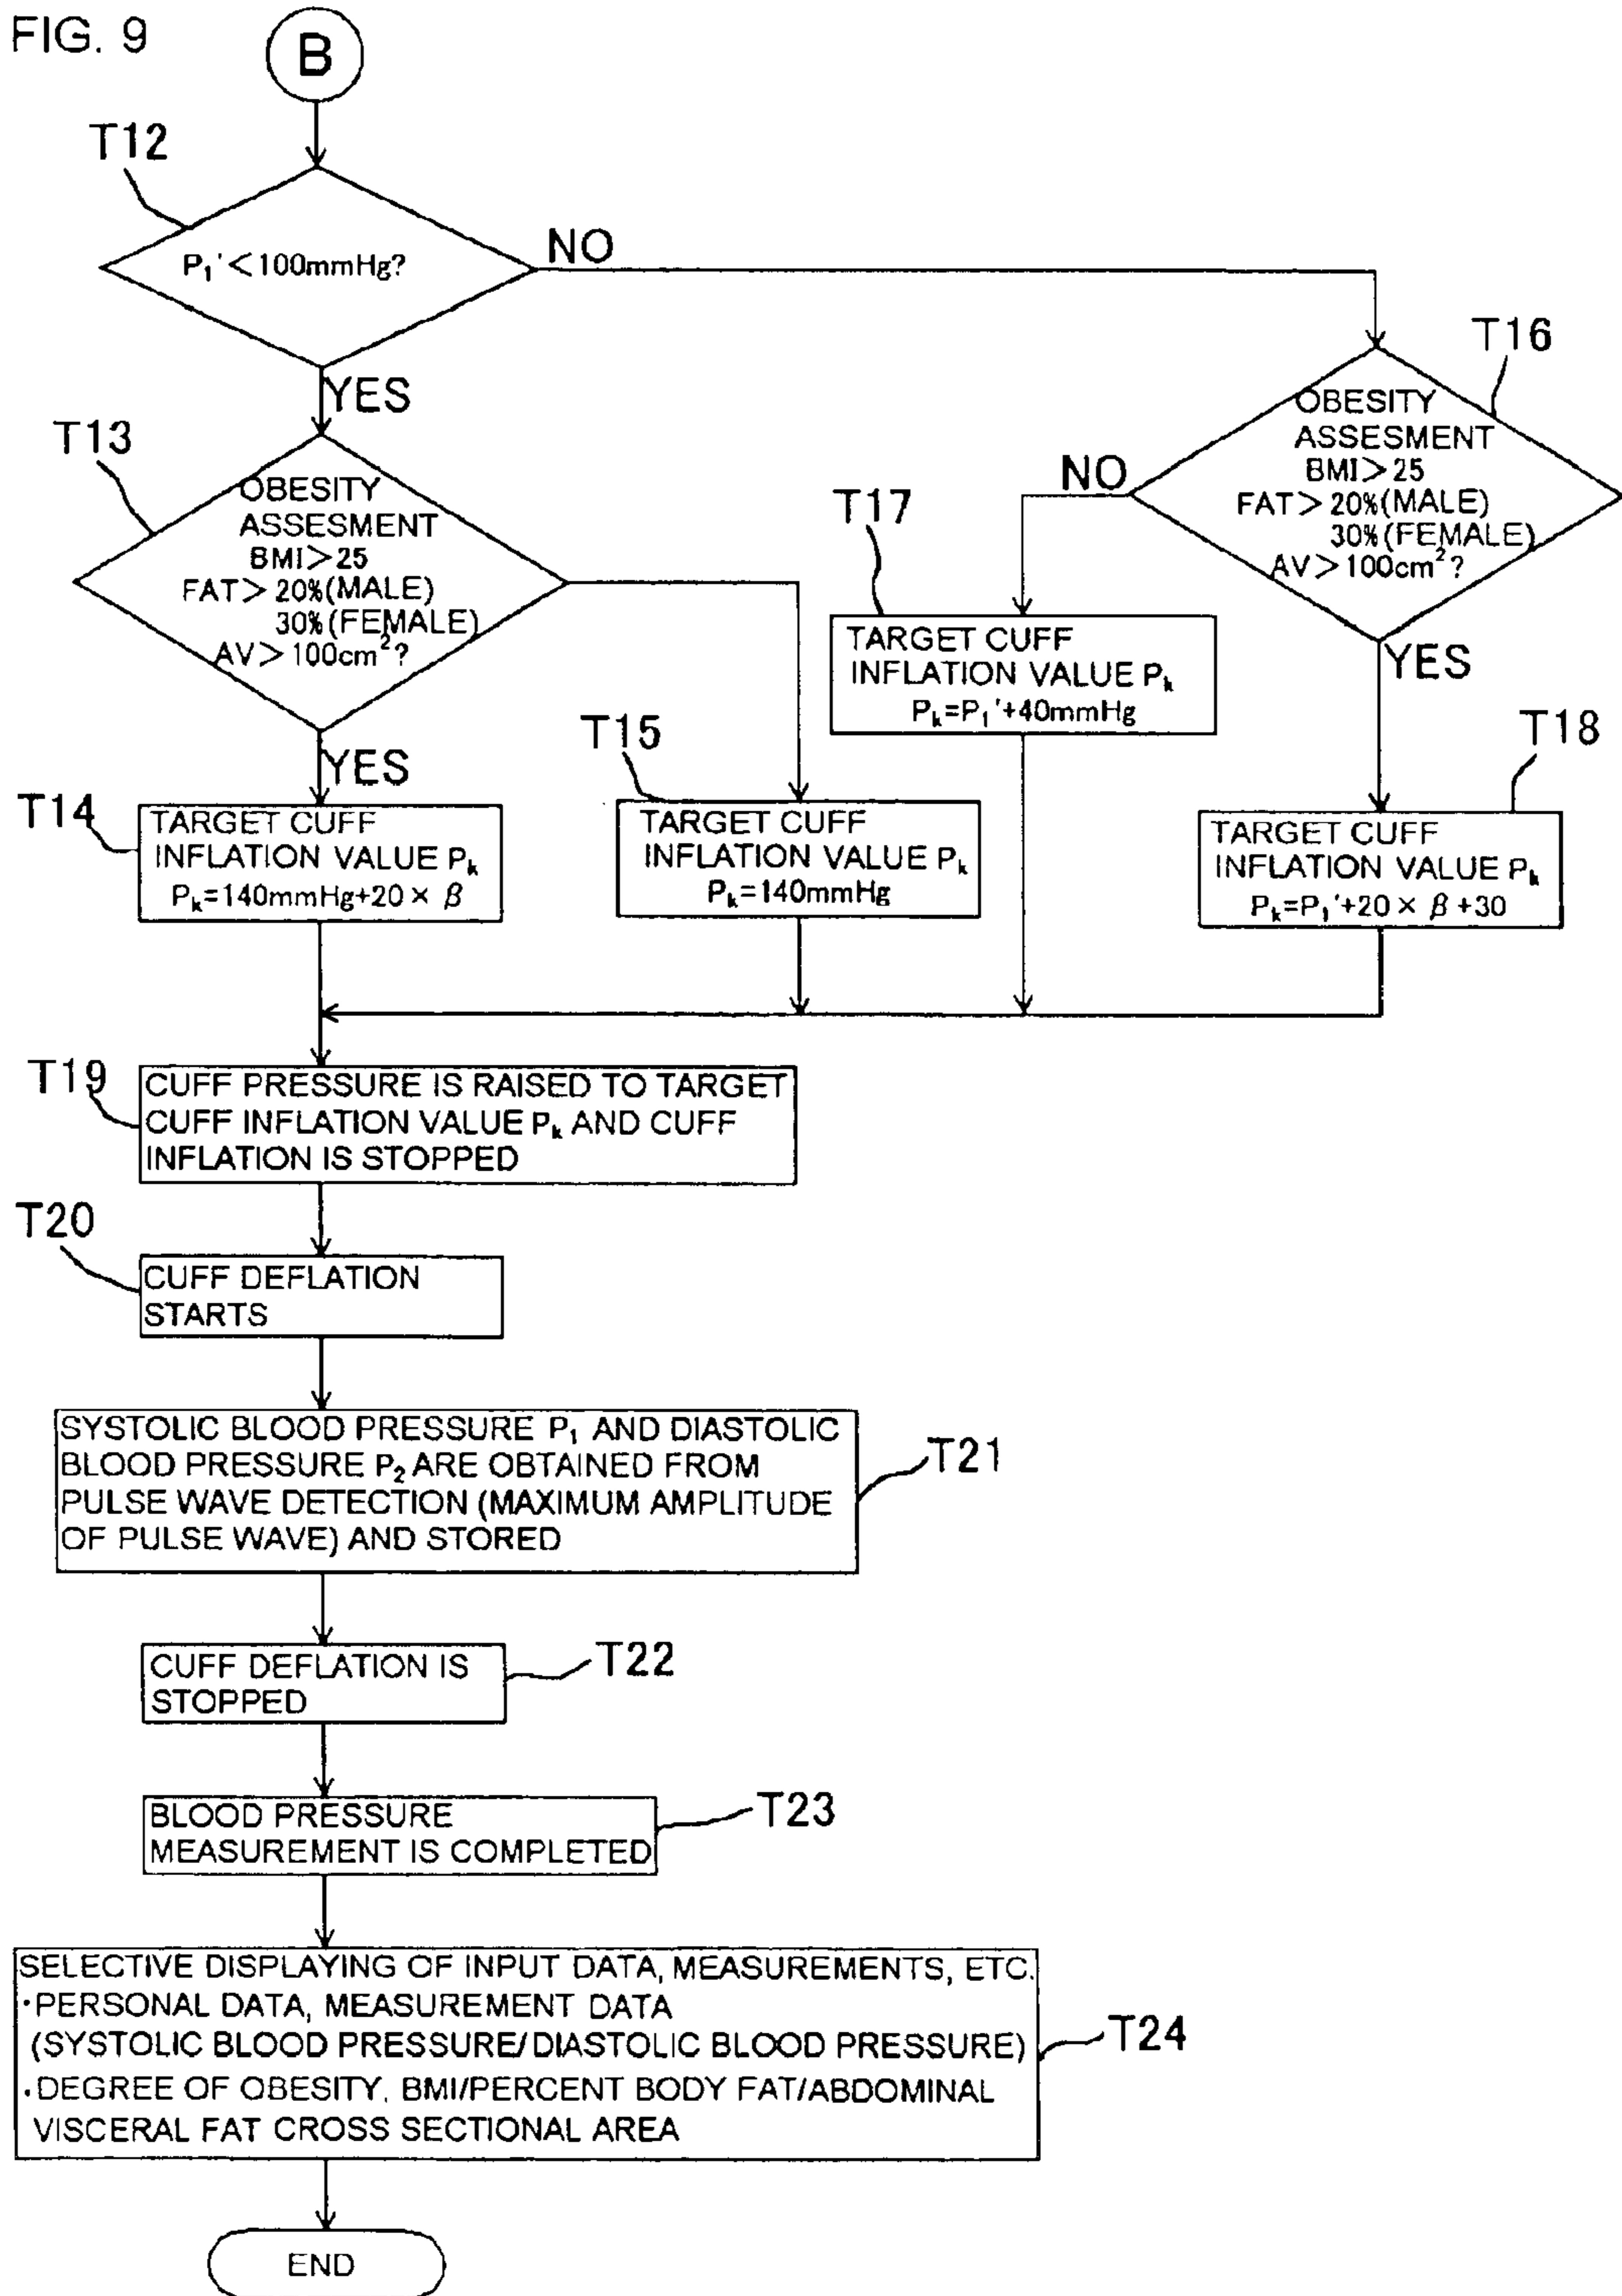 FIG. 9
B
T12
P₁'<100mmHg?
NO
YES
T13
OBESITY
ASSESMENT
BMI>25
FAT>20%(MALE)
30%(FEMALE)
AV>100cm²?
YES
T14
TARGET CUFF
INFLATION VALUE Pₖ
Pₖ=140mmHg+20×β
T15
TARGET CUFF
INFLATION VALUE Pₖ
Pₖ=140mmHg
T16
OBESITY
ASSESMENT
BMI>25
FAT>20%(MALE)
30%(FEMALE)
AV>100cm²?
NO
YES
T17
TARGET CUFF
INFLATION VALUE Pₖ
Pₖ=P₁'+40mmHg
T18
TARGET CUFF
INFLATION VALUE Pₖ
Pₖ=P₁'+20×β+30
T19
CUFF PRESSURE IS RAISED TO TARGET
CUFF INFLATION VALUE Pₖ AND CUFF
INFLATION IS STOPPED
T20
CUFF DEFLATION
STARTS
SYSTOLIC BLOOD PRESSURE P₁ AND DIASTOLIC
BLOOD PRESSURE P₂ ARE OBTAINED FROM
PULSE WAVE DETECTION (MAXIMUM AMPLITUDE
OF PULSE WAVE) AND STORED
T21
CUFF DEFLATION IS
STOPPED
T22
BLOOD PRESSURE
MEASUREMENT IS COMPLETED
T23
SELECTIVE DISPLAYING OF INPUT DATA, MEASUREMENTS, ETC.
·PERSONAL DATA, MEASUREMENT DATA
(SYSTOLIC BLOOD PRESSURE/DIASTOLIC BLOOD PRESSURE)
·DEGREE OF OBESITY, BMI/PERCENT BODY FAT/ABDOMINAL
VISCERAL FAT CROSS SECTIONAL AREA
T24
END